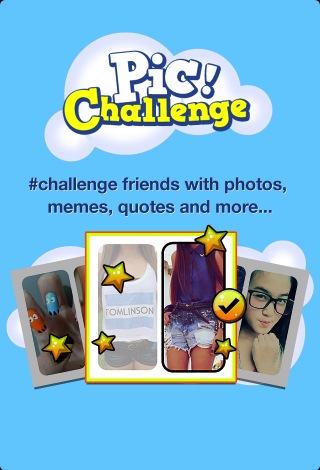 Pic!
Challenge
#challenge friends with photos,
memes, quotes and more...
TOMLINSON